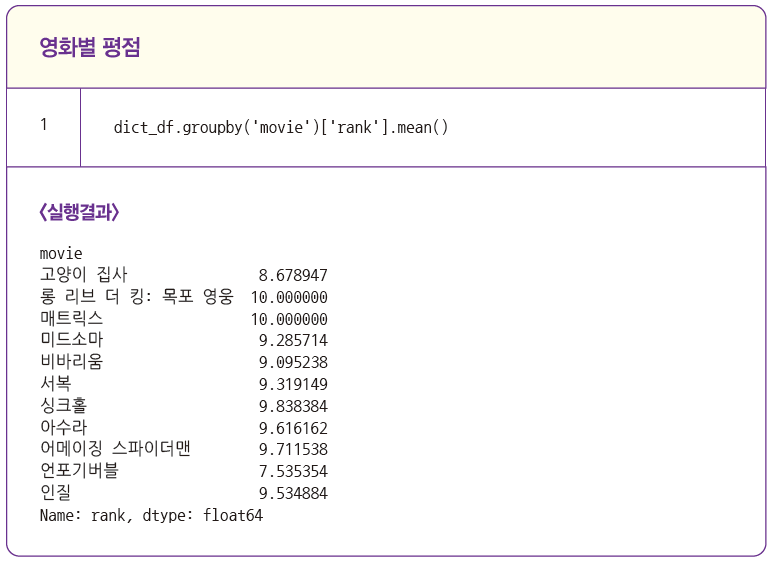 영화별 평점
1 dict_df.groupby('movie')['rank'].mean()
<실행결과>
movie
고양이 집사 8.678947
롱 리브 더 킹: 목포 영웅 10.000000
매트릭스 10.000000
미드소마 9.285714
비바리움 9.095238
서복 9.319149
싱크홀 9.838384
아수라 9.616162
어메이징 스파이더맨 9.711538
언포기버블 7.535354
인질 9.534884
Name: rank, dtype: float64